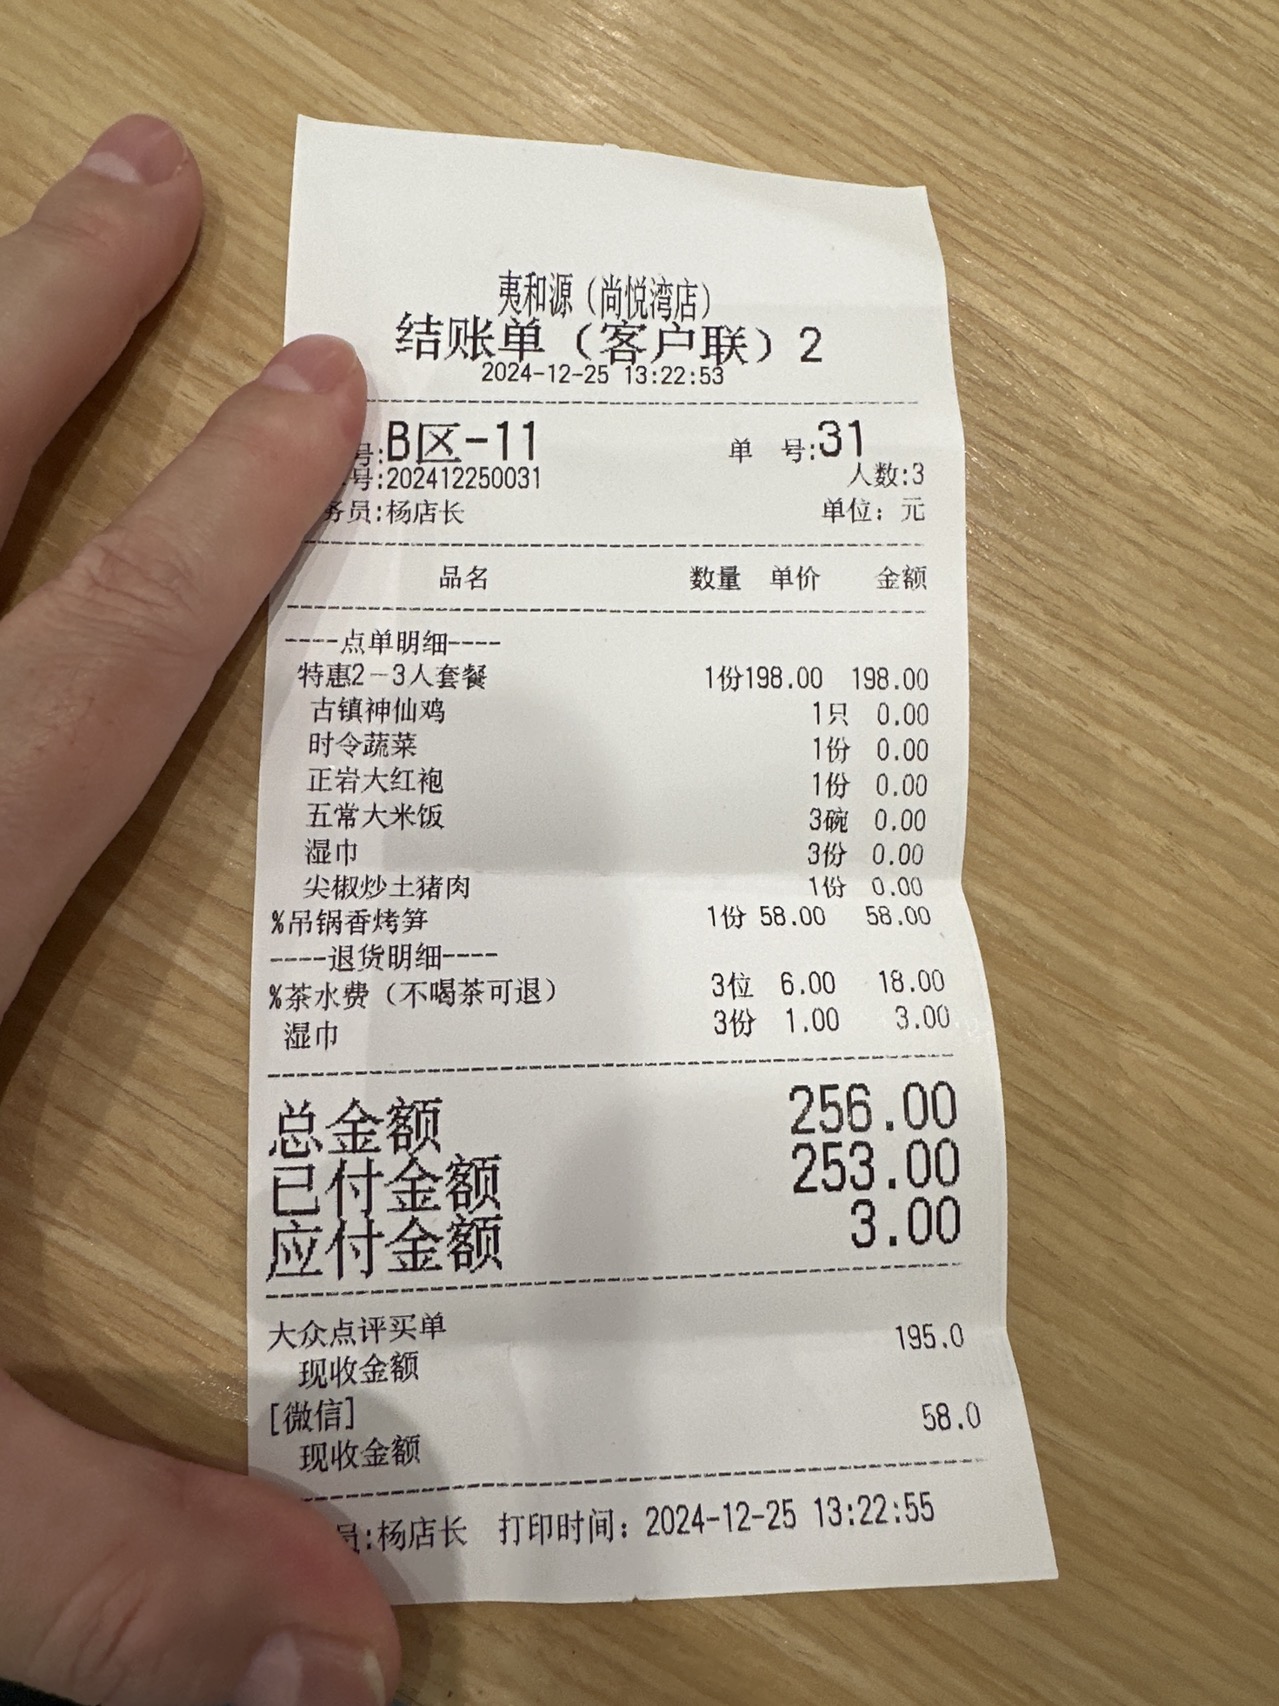 夷和源（尚悦湾店）
结账单（客户联）2
2024-12-25 13:22:53
号:B区-11 单 号:31
号:202412250031 人数:3
务员:杨店长 单位：元
品名 数量 单价 金额
----点单明细----
特惠2-3人套餐 1份198.00 198.00
古镇神仙鸡 1只 0.00
时令蔬菜 1份 0.00
正岩大红袍 1份 0.00
五常大米饭 3碗 0.00
湿巾 3份 0.00
尖椒炒土猪肉 1份 0.00
%吊锅香烤笋 1份 58.00 58.00
----退货明细----
%茶水费（不喝茶可退） 3位 6.00 18.00
湿巾 3份 1.00 3.00
总金额 256.00
已付金额 253.00
应付金额 3.00
大众点评买单 195.0
现收金额
[微信] 58.0
现收金额
员:杨店长 打印时间：2024-12-25 13:22:55